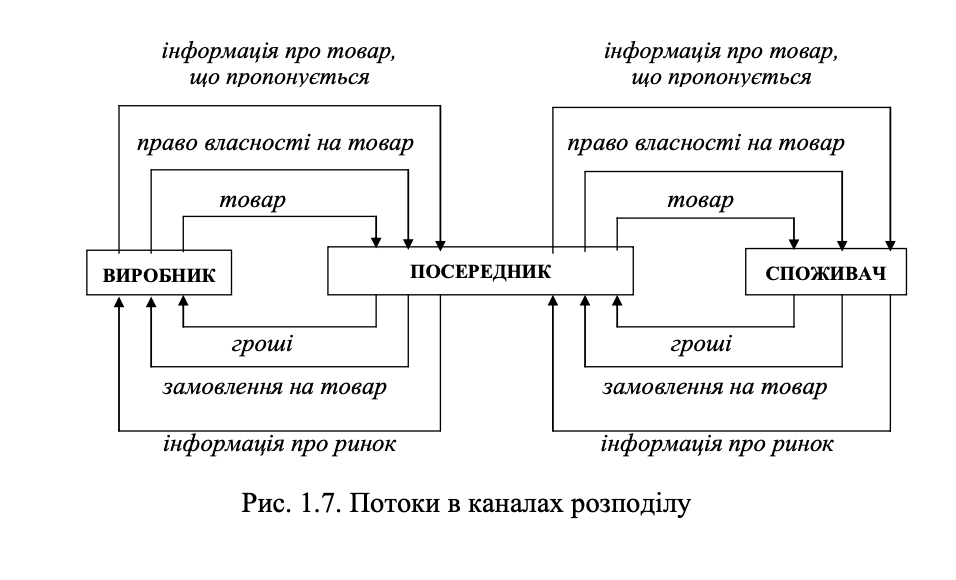 інформація про товар,
що пропонується
інформація про товар,
що пропонується
право власності на товар
право власності на товар
товар
товар
ВИРОБНИК
ПОСЕРЕДНИК
СПОЖИВАЧ
гроші
гроші
замовлення на товар
замовлення на товар
інформація про ринок
інформація про ринок
Рис. 1.7. Потоки в каналах розподілу